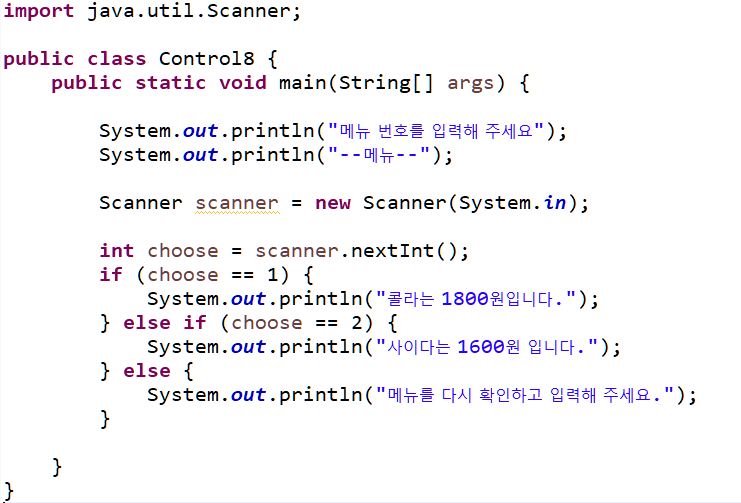 import java.util.Scanner;
public class Control8 {
public static void main(String[] args) {
System.out.println("메뉴 번호를 입력해 주세요");
System.out.println("--메뉴--");
Scanner scanner = new Scanner(System.in);
int choose = scanner.nextInt();
if (choose == 1) {
System.out.println("콜라는 1800원입니다.");
} else if (choose == 2) {
System.out.println("사이다는 1600원 입니다.");
} else {
System.out.println("메뉴를 다시 확인하고 입력해 주세요.");
}
}
}